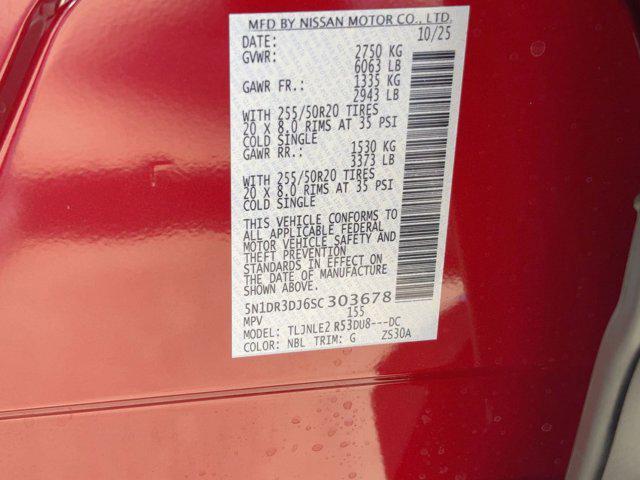 MFD BY NISSAN MOTOR CO., LTD.
DATE: 10/25
GVWR: 2750 KG
6063 LB
GAWR FR.: 1335 KG
2943 LB
WITH 255/50R20 TIRES
20 X 8.0 RIMS AT 35 PSI
COLD SINGLE
GAWR RR.: 1530 KG
3373 LB
WITH 255/50R20 TIRES
20 X 8.0 RIMS AT 35 PSI
COLD SINGLE
THIS VEHICLE CONFORMS TO
ALL APPLICABLE FEDERAL
MOTOR VEHICLE SAFETY AND
THEFT PREVENTION
STANDARDS IN EFFECT ON
THE DATE OF MANUFACTURE
SHOWN ABOVE.
5N1DR3DJ6SC303678
MPV 155
MODEL: TLJNLE2 R53DU8---DC
COLOR: NBL TRIM: G ZS30A